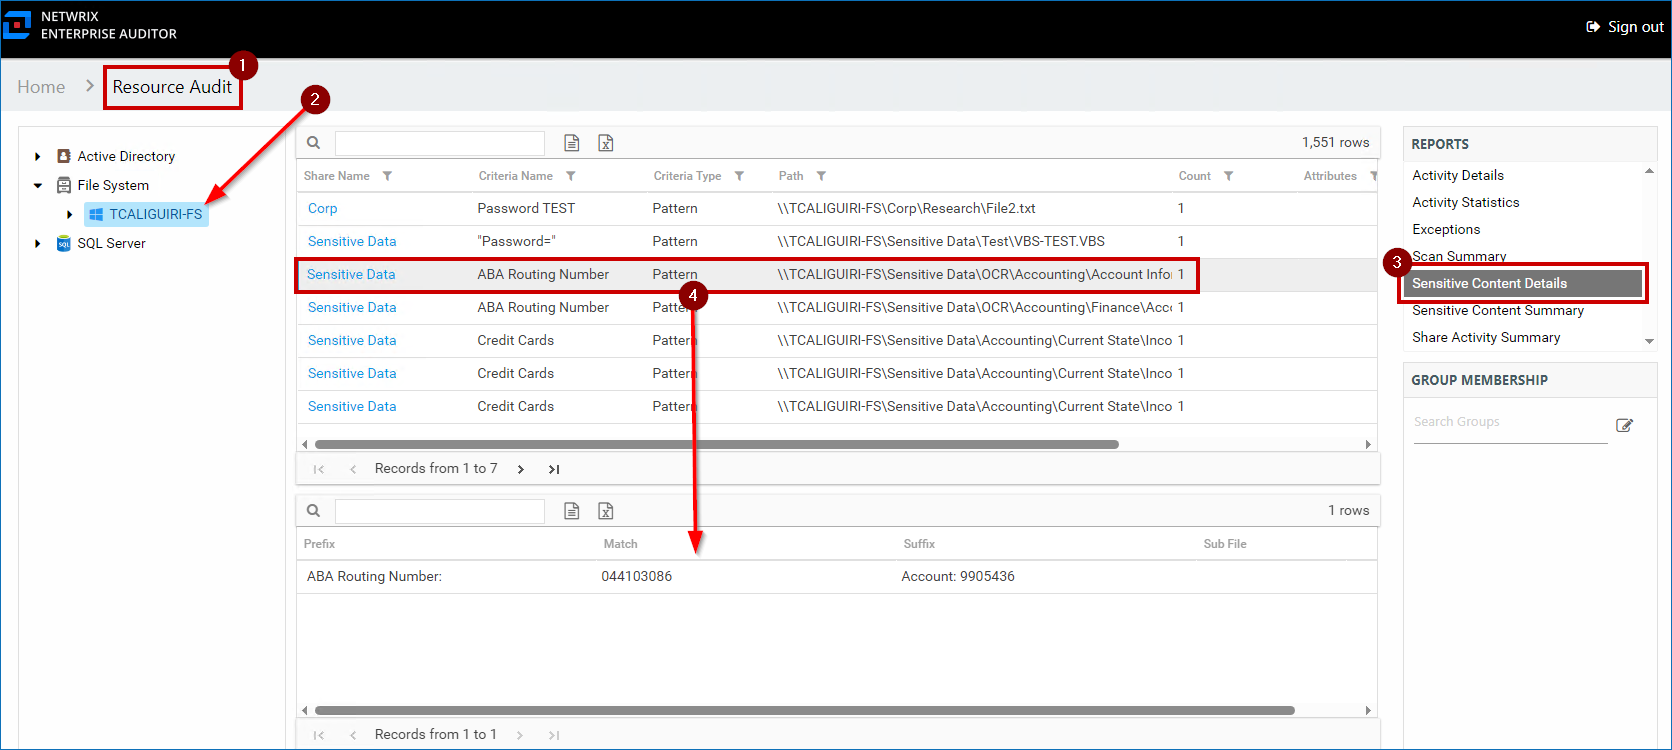 NETWRIX
ENTERPRISE AUDITOR
Sign out
Home > Resource Audit
1
2
Active Directory
File System
TCALIGUIRI-FS
SQL Server
1,551 rows
Share Name Criteria Name Criteria Type Path Count Attributes
Corp Password TEST Pattern \\TCALIGUIRI-FS\Corp\Research\File2.txt 1
Sensitive Data "Password=" Pattern \\TCALIGUIRI-FS\Sensitive Data\Test\VBS-TEST.VBS 1
Sensitive Data ABA Routing Number Pattern \\TCALIGUIRI-FS\Sensitive Data\OCR\Accounting\Account Infor 1
4
Sensitive Data ABA Routing Number Pattern \\TCALIGUIRI-FS\Sensitive Data\OCR\Accounting\Finance\Acc 1
Sensitive Data Credit Cards Pattern \\TCALIGUIRI-FS\Sensitive Data\Accounting\Current State\Inco 1
Sensitive Data Credit Cards Pattern \\TCALIGUIRI-FS\Sensitive Data\Accounting\Current State\Inco 1
Sensitive Data Credit Cards Pattern \\TCALIGUIRI-FS\Sensitive Data\Accounting\Current State\Inco 1
Records from 1 to 7
1 rows
Prefix Match Suffix Sub File
ABA Routing Number: 044103086 Account: 9905436
Records from 1 to 1
REPORTS
Activity Details
Activity Statistics
Exceptions
Scan Summary
3
Sensitive Content Details
Sensitive Content Summary
Share Activity Summary
GROUP MEMBERSHIP
Search Groups